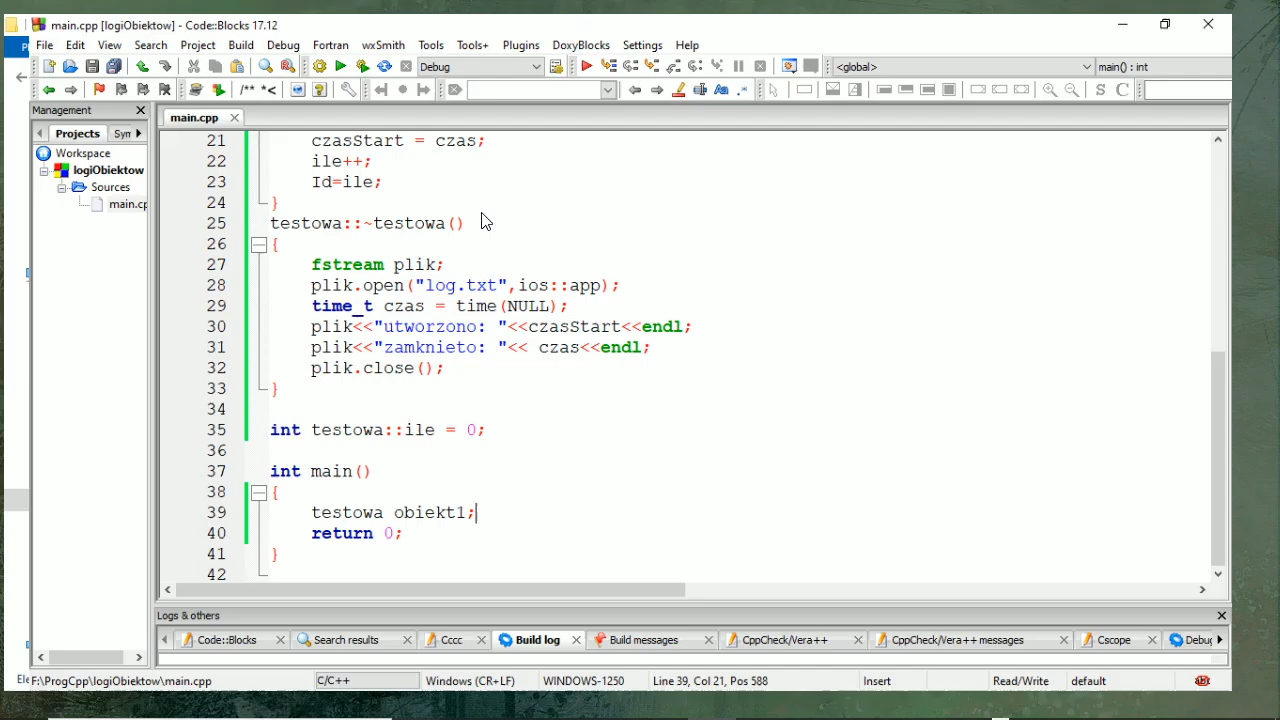 main.cpp [logiObiektow] - Code::Blocks 17.12
File Edit View Search Project Build Debug Fortran wxSmith Tools Tools+ Plugins DoxyBlocks Settings Help
Debug <global> main() : int
/** *<
Management
Projects Syn
main.cpp
Workspace
logiObiektow
Sources
main.cp
21 czasStart = czas;
22 ile++;
23 Id=ile;
24 }
25 testowa::~testowa()
26 {
27 fstream plik;
28 plik.open("log.txt",ios::app);
29 time_t czas = time(NULL);
30 plik<<"utworzono: "<<czasStart<<endl;
31 plik<<"zamknieto: "<< czas<<endl;
32 plik.close();
33 }
34
35 int testowa::ile = 0;
36
37 int main()
38 {
39 testowa obiekt1;
40 return 0;
41 }
42
Logs & others
Code::Blocks Search results Cccc Build log Build messages CppCheck/Vera++ CppCheck/Vera++ messages Cscope Debug
F:\ProgCpp\logiObiektow\main.cpp C/C++ Windows (CR+LF) WINDOWS-1250 Line 39, Col 21, Pos 588 Insert Read/Write default